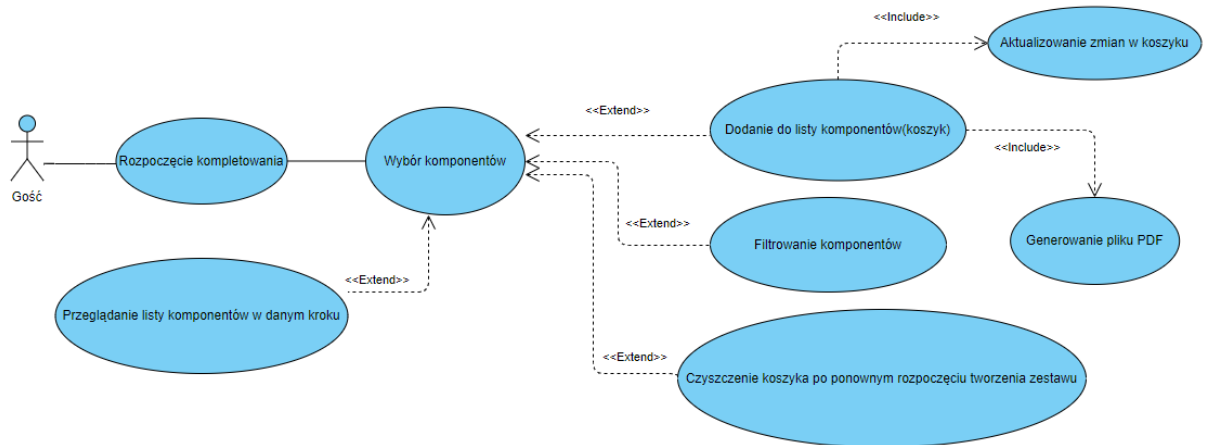 <<Include>>
Aktualizowanie zmian w koszyku
<<Extend>>
Dodanie do listy komponentów(koszyk)
<<Include>>
Gość
Rozpoczęcie kompletowania
Wybór komponentów
<<Extend>>
Filtrowanie komponentów
Generowanie pliku PDF
<<Extend>>
Przeglądanie listy komponentów w danym kroku
<<Extend>>
Czyszczenie koszyka po ponownym rozpoczęciu tworzenia zestawu